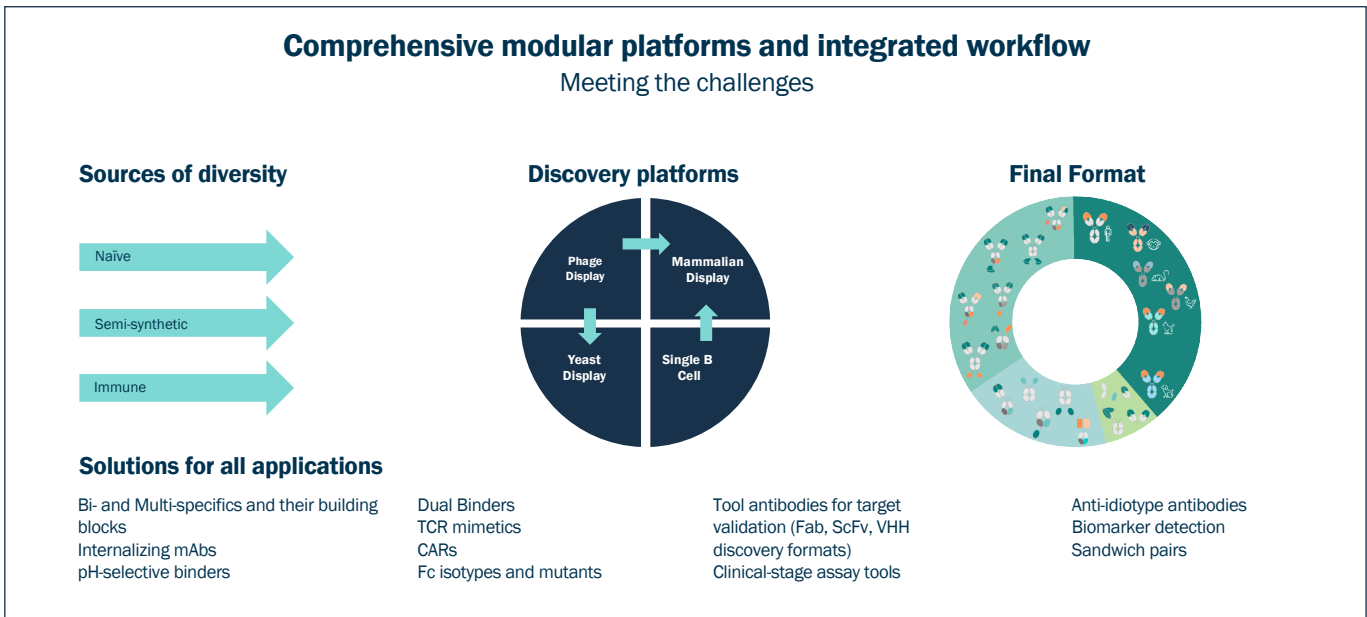 Comprehensive modular platforms and integrated workflow
Meeting the challenges
Sources of diversity
Naïve
Semi-synthetic
Immune
Discovery platforms
Phage
Display
Mammalian
Display
Yeast
Display
Single B
Cell
Final Format
Solutions for all applications
Bi- and Multi-specifics and their building
blocks
Internalizing mAbs
pH-selective binders
Dual Binders
TCR mimetics
CARs
Fc isotypes and mutants
Tool antibodies for target
validation (Fab, ScFv, VHH
discovery formats)
Clinical-stage assay tools
Anti-idiotype antibodies
Biomarker detection
Sandwich pairs